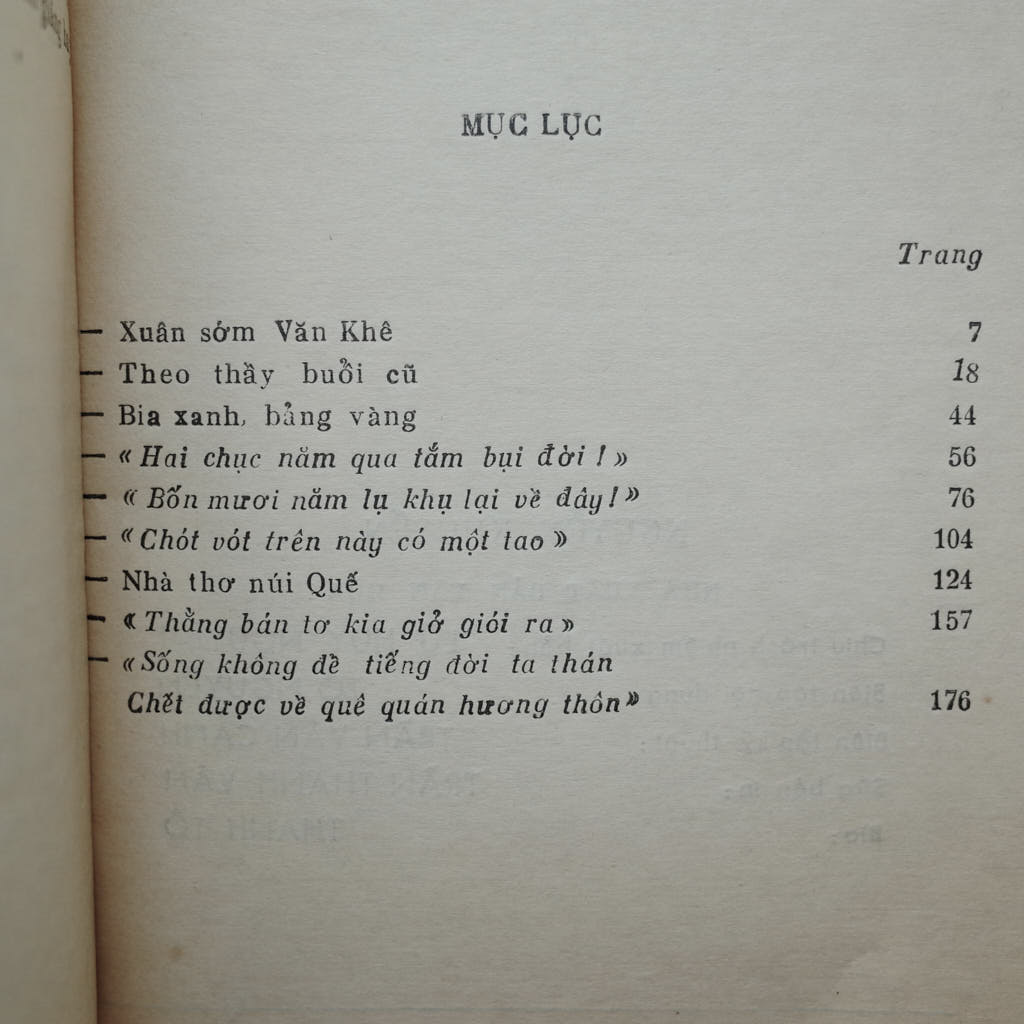 MỤC LỤC
Trang
— Xuân sớm Văn Khê 7
— Theo thầy buổi cũ 18
— Bia xanh, bảng vàng 44
— «Hai chục năm qua tắm bụi đời!» 56
— «Bốn mươi năm lụ khụ lại về đây!» 76
— «Chót vót trên này có một tao» 104
— Nhà thơ núi Quế 124
— «Thằng bán tơ kia giở giói ra» 157
— «Sống không đề tiếng đời ta thán
Chết được về quê quán hương thôn» 176